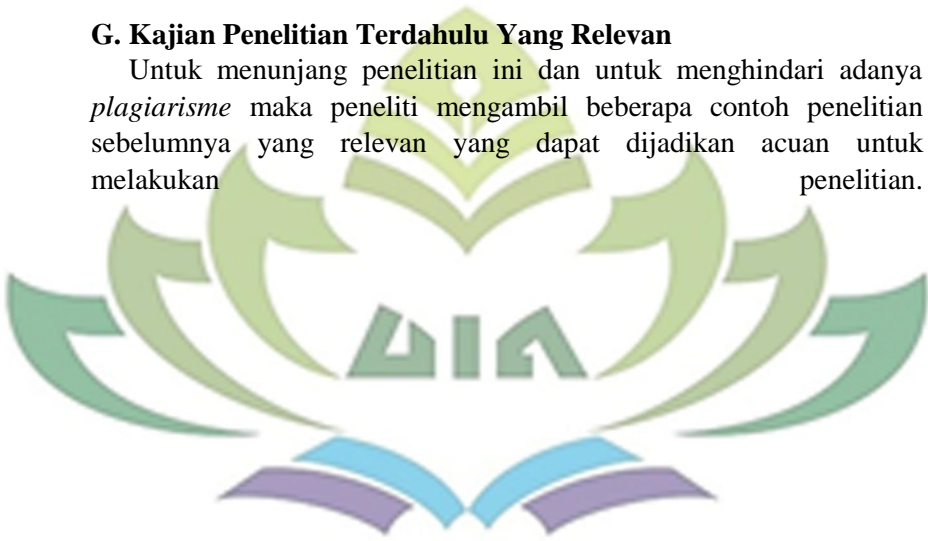 G. Kajian Penelitian Terdahulu Yang Relevan
Untuk menunjang penelitian ini dan untuk menghindari adanya
plagiarisme maka peneliti mengambil beberapa contoh penelitian
sebelumnya yang relevan yang dapat dijadikan acuan untuk
melakukan penelitian.
UIN